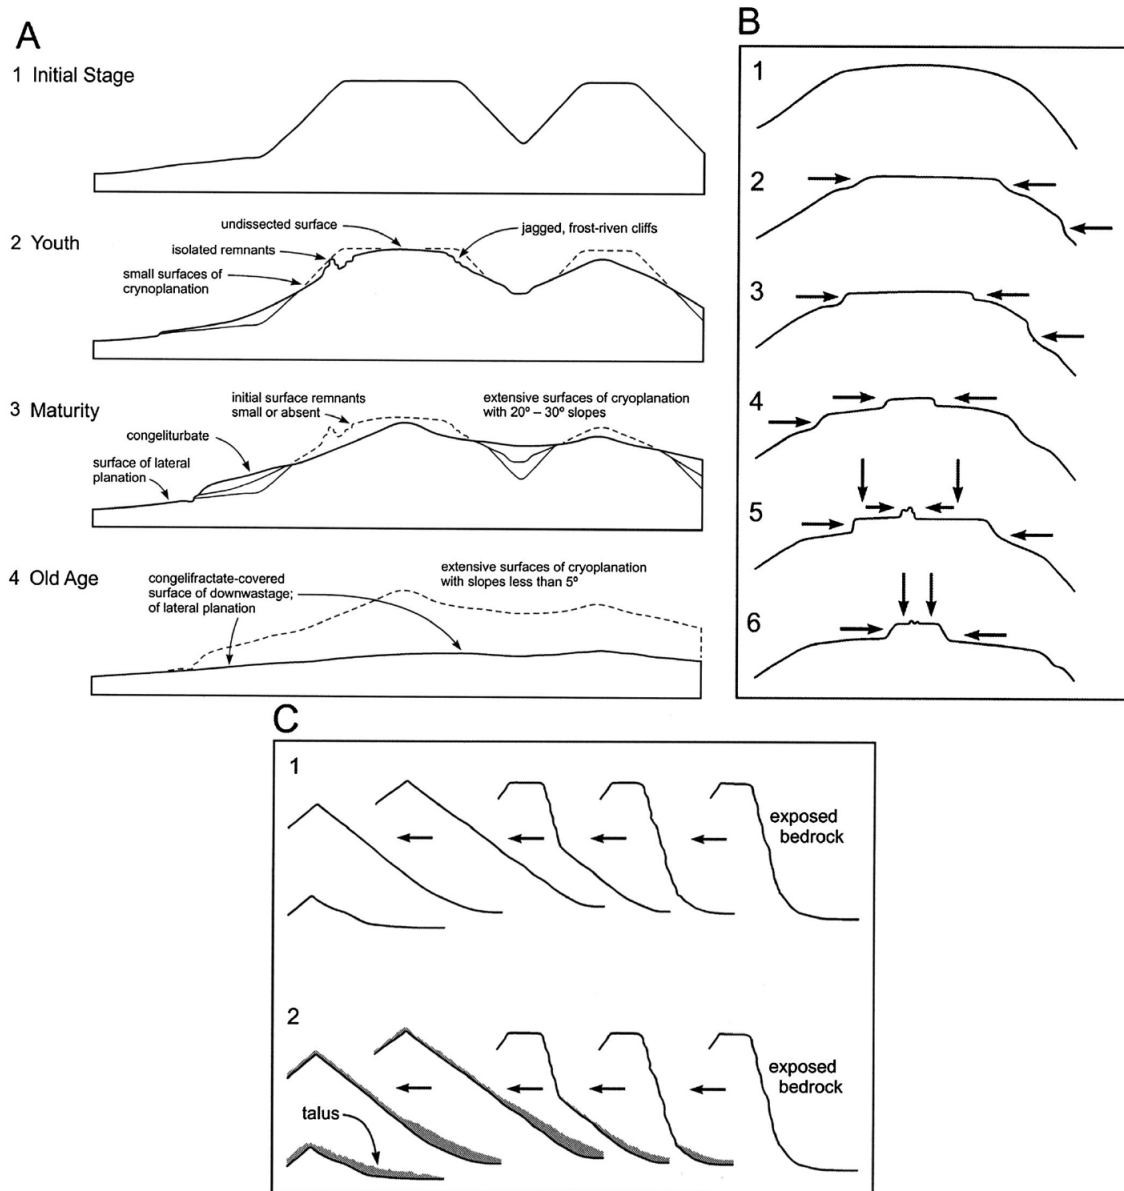 A
1 Initial Stage
2 Youth
undissected surface
jagged, frost-riven cliffs
isolated remnants
small surfaces of
crynoplanation
3 Maturity
initial surface remnants
small or absent
extensive surfaces of cryoplanation
with 20º – 30º slopes
congeliturbate
surface of lateral
planation
4 Old Age
congelifractate-covered
surface of downwastage;
of lateral planation
extensive surfaces of cryoplanation
with slopes less than 5º
B
1
2
3
4
5
6
C
1
exposed
bedrock
2
exposed
bedrock
talus